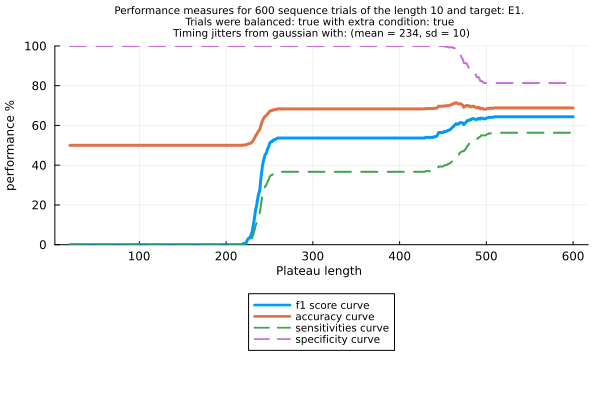 Performance measures for 600 sequence trials of the length 10 and target: E1.
Trials were balanced: true with extra condition: true
Timing jitters from gaussian with: (mean = 234, sd = 10)
100
80
60
40
20
0
performance %
100
200
300
400
500
600
Plateau length
f1 score curve
accuracy curve
sensitivities curve
specificity curve